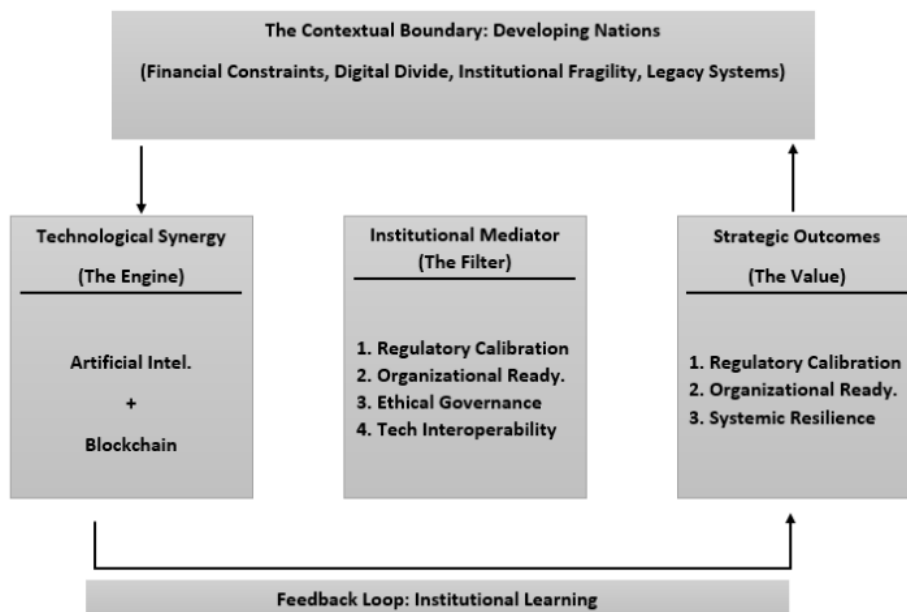 The Contextual Boundary: Developing Nations
(Financial Constraints, Digital Divide, Institutional Fragility, Legacy Systems)
Technological Synergy
(The Engine)
Artificial Intel.
+
Blockchain
Institutional Mediator
(The Filter)
1. Regulatory Calibration
2. Organizational Ready.
3. Ethical Governance
4. Tech Interoperability
Strategic Outcomes
(The Value)
1. Regulatory Calibration
2. Organizational Ready.
3. Systemic Resilience
Feedback Loop: Institutional Learning